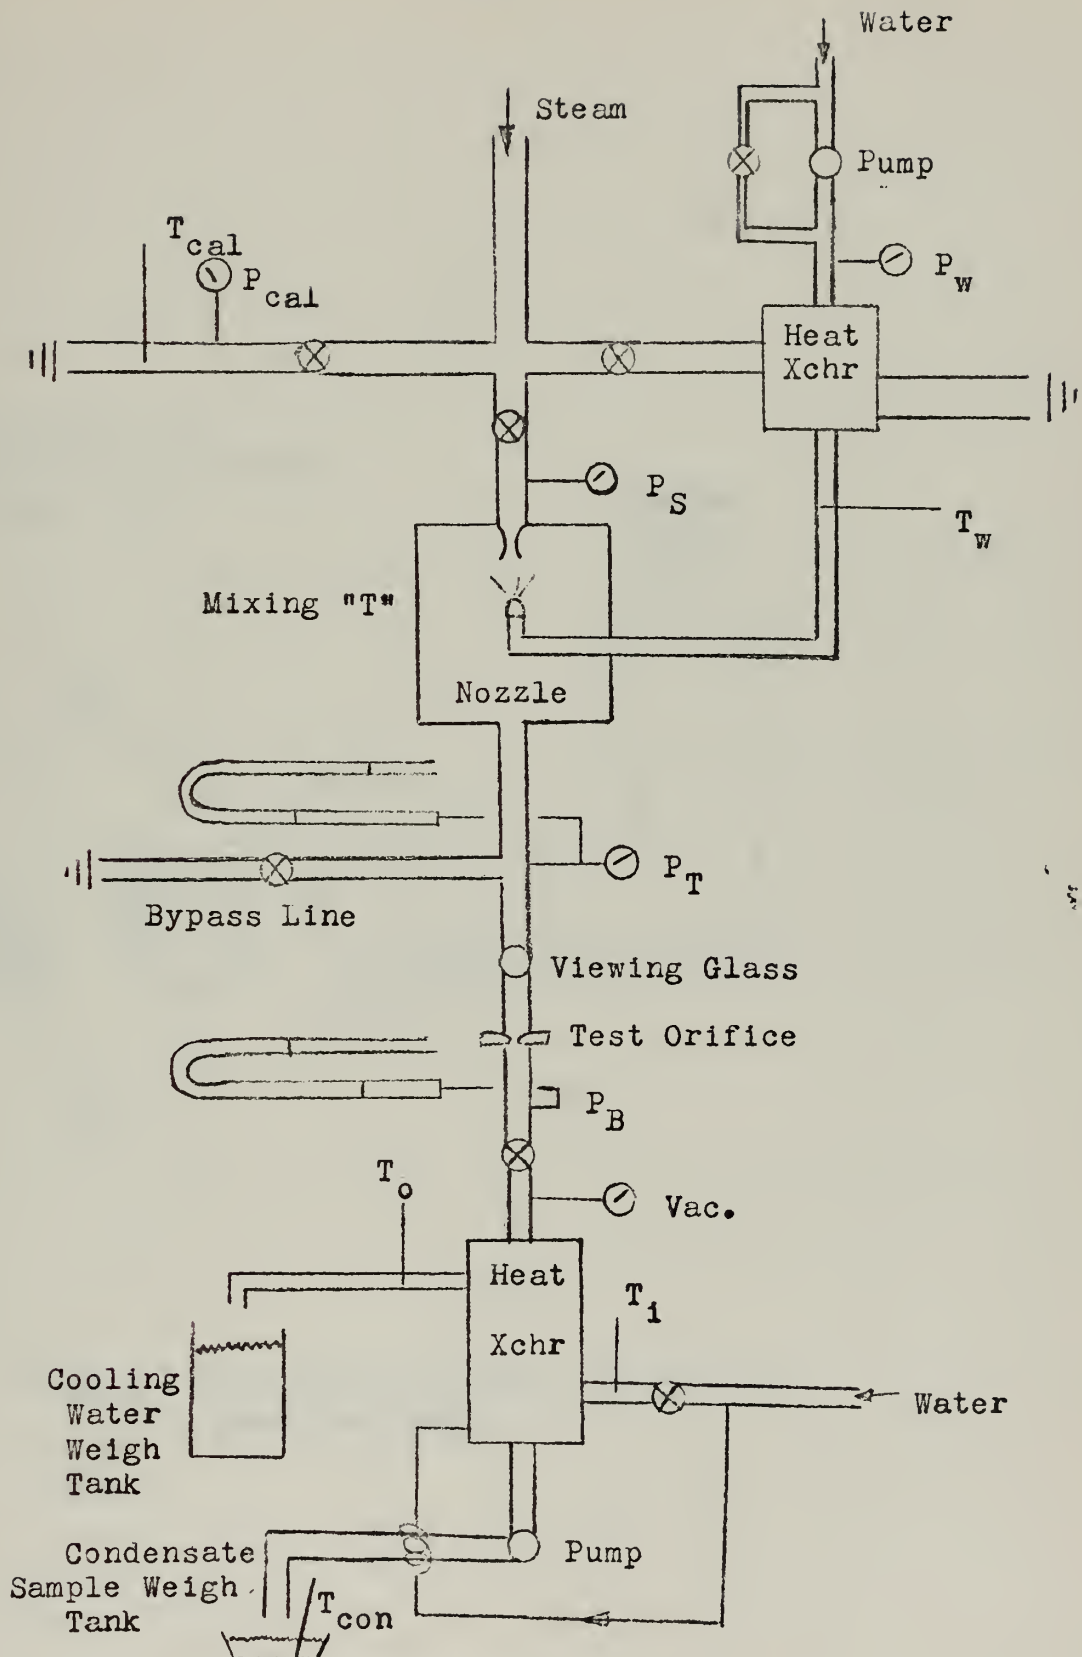 Water
Steam
Pump
T cal
P cal
P w
Heat
Xchr
P S
T w
Mixing "T"
Nozzle
P T
Bypass Line
Viewing Glass
Test Orifice
P B
T o
Vac.
Heat
Xchr
T i
Cooling
Water
Weigh
Tank
Water
Condensate
Sample Weigh
Tank
Pump
T con